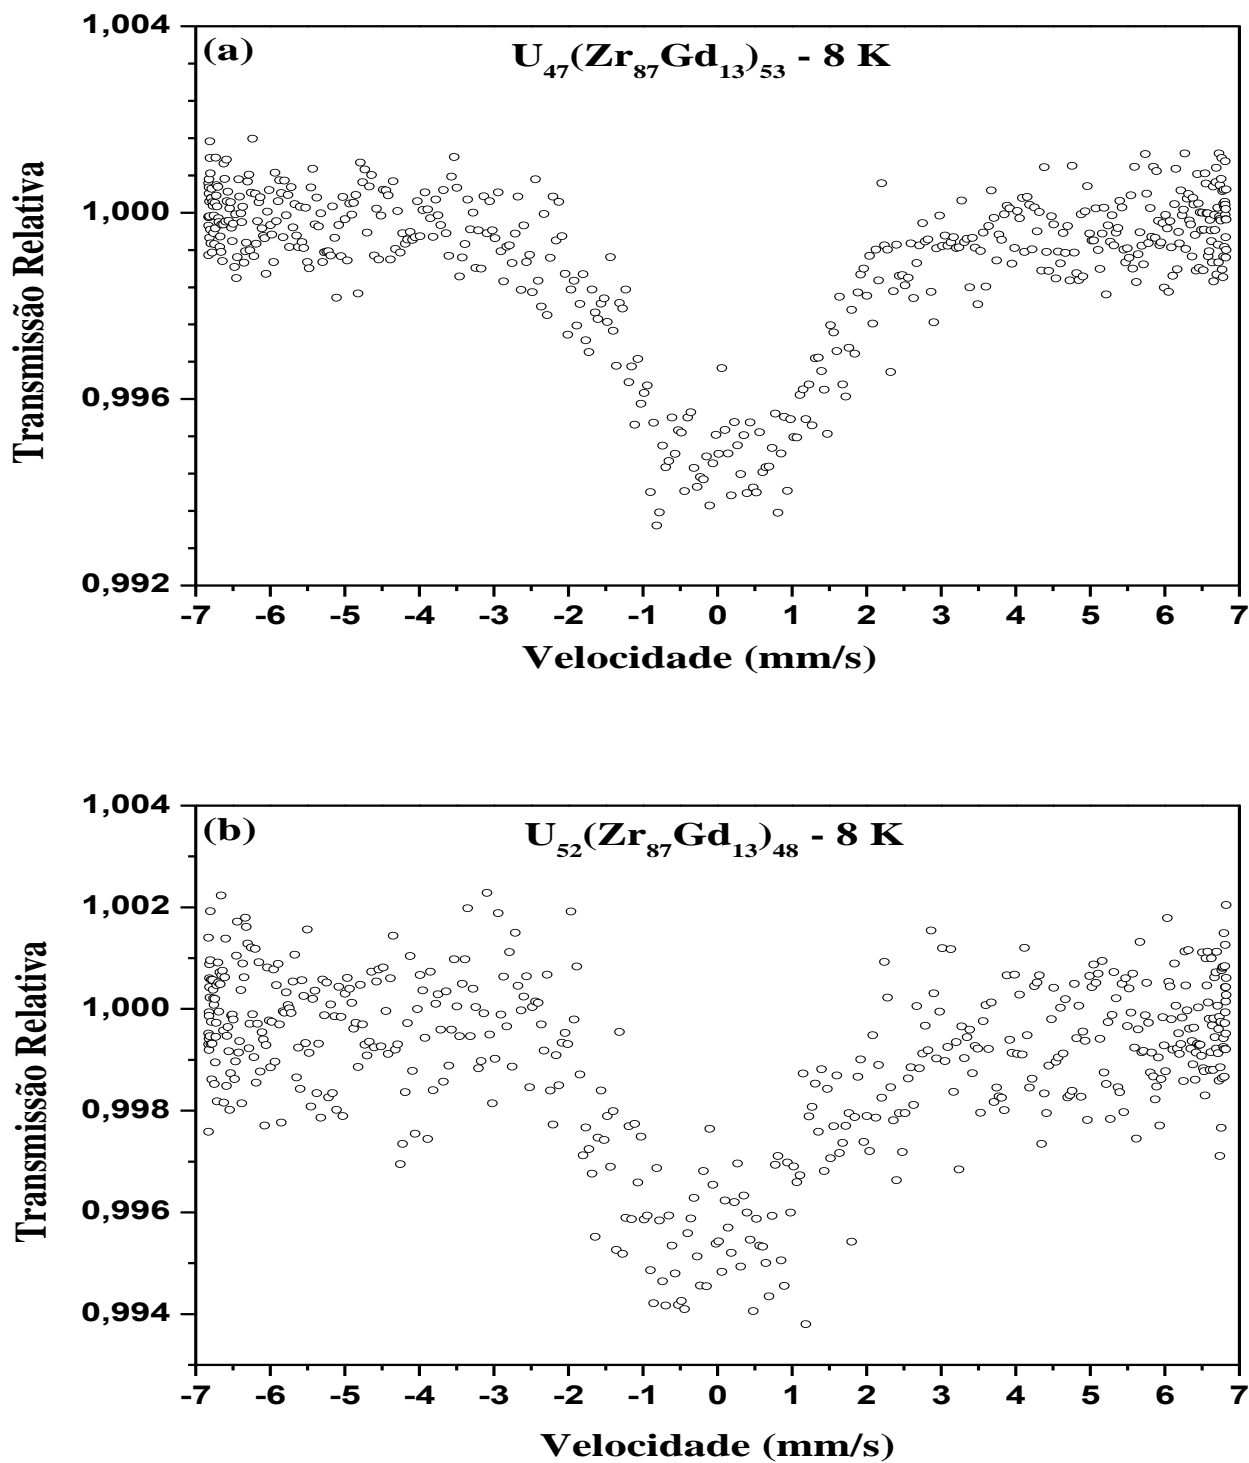 1,004
(a)
U47(Zr87Gd13)53 - 8 K
1,000
0,996
0,992
Transmissão Relativa
-7 -6 -5 -4 -3 -2 -1 0 1 2 3 4 5 6 7
Velocidade (mm/s)
1,004
(b)
U52(Zr87Gd13)48 - 8 K
1,002
1,000
0,998
0,996
0,994
Transmissão Relativa
-7 -6 -5 -4 -3 -2 -1 0 1 2 3 4 5 6 7
Velocidade (mm/s)